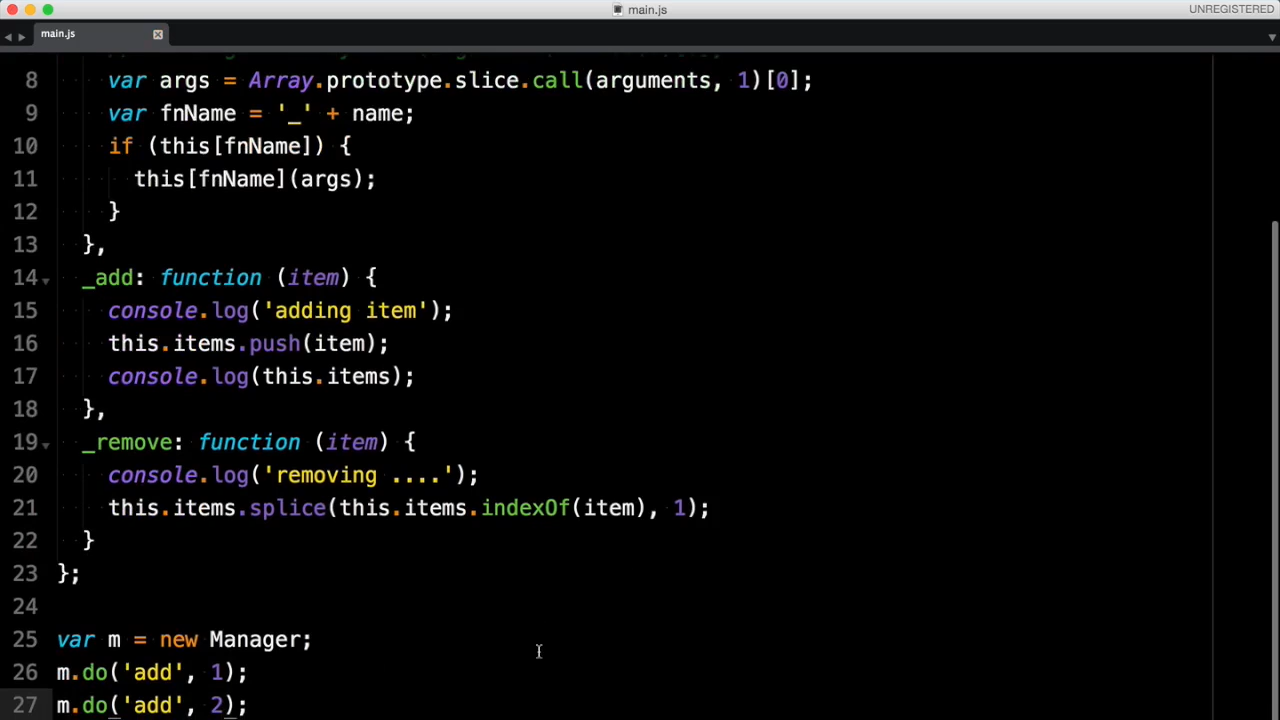 main.js
UNREGISTERED
main.js
8 var args = Array.prototype.slice.call(arguments, 1)[0];
9 var fnName = '_' + name;
10 if (this[fnName]) {
11 this[fnName](args);
12 }
13 },
14 _add: function (item) {
15 console.log('adding item');
16 this.items.push(item);
17 console.log(this.items);
18 },
19 _remove: function (item) {
20 console.log('removing ....');
21 this.items.splice(this.items.indexOf(item), 1);
22 }
23 };
24
25 var m = new Manager;
26 m.do('add', 1);
27 m.do('add', 2);